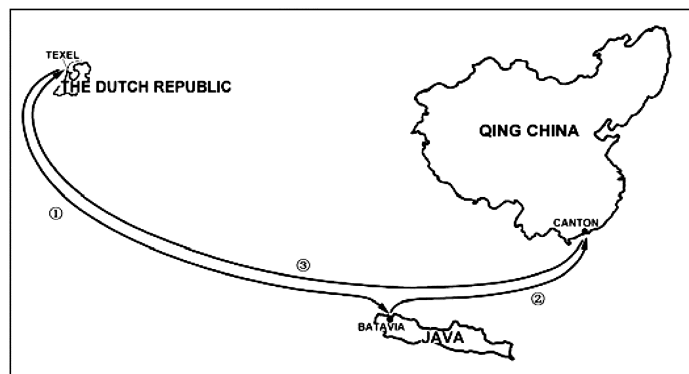 TEXEL
THE DUTCH REPUBLIC
QING CHINA
CANTON
①
③
②
BATAVIA
JAVA